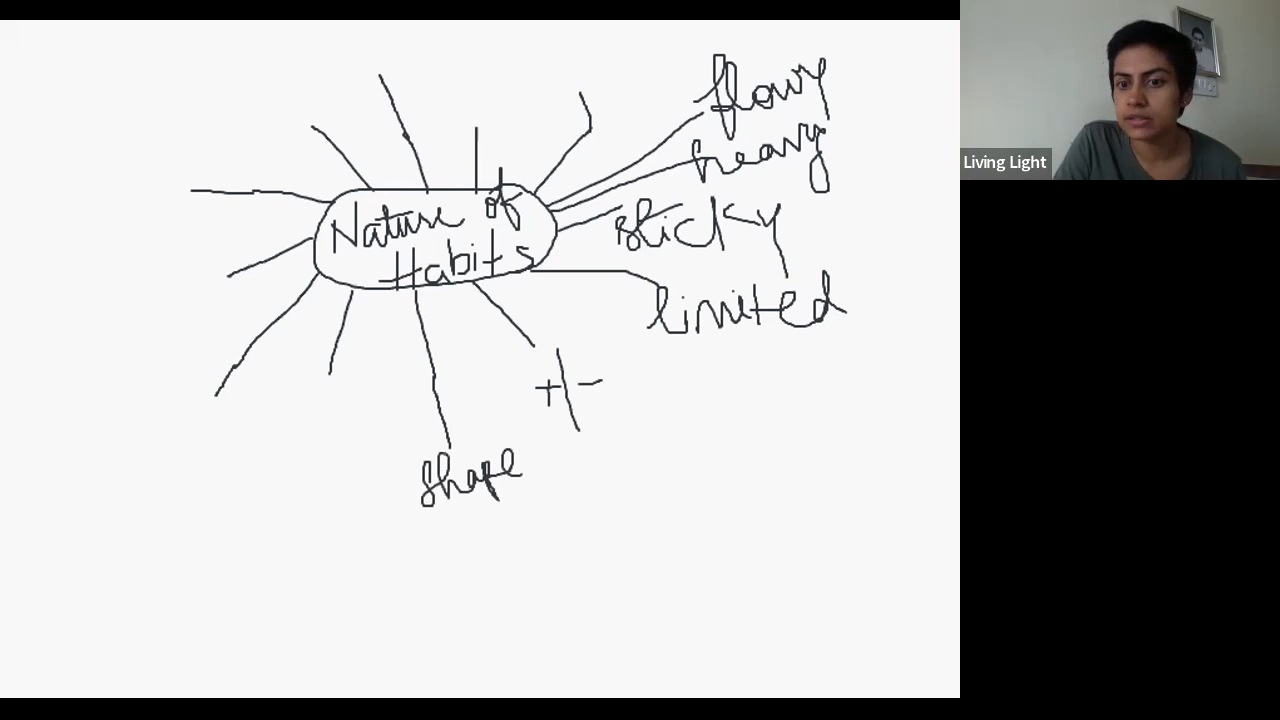 flowy
heavy
Nature of
Habits
sticky
limited
+/-
shape
Living Light